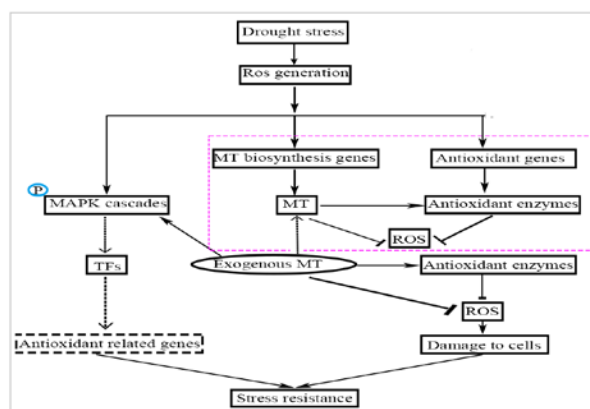 Drought stress
Ros generation
MT biosynthesis genes
Antioxidant genes
P
MAPK cascades
MT
Antioxidant enzymes
ROS
TFs
Exogenous MT
Antioxidant enzymes
ROS
Antioxidant related genes
Damage to cells
Stress resistance